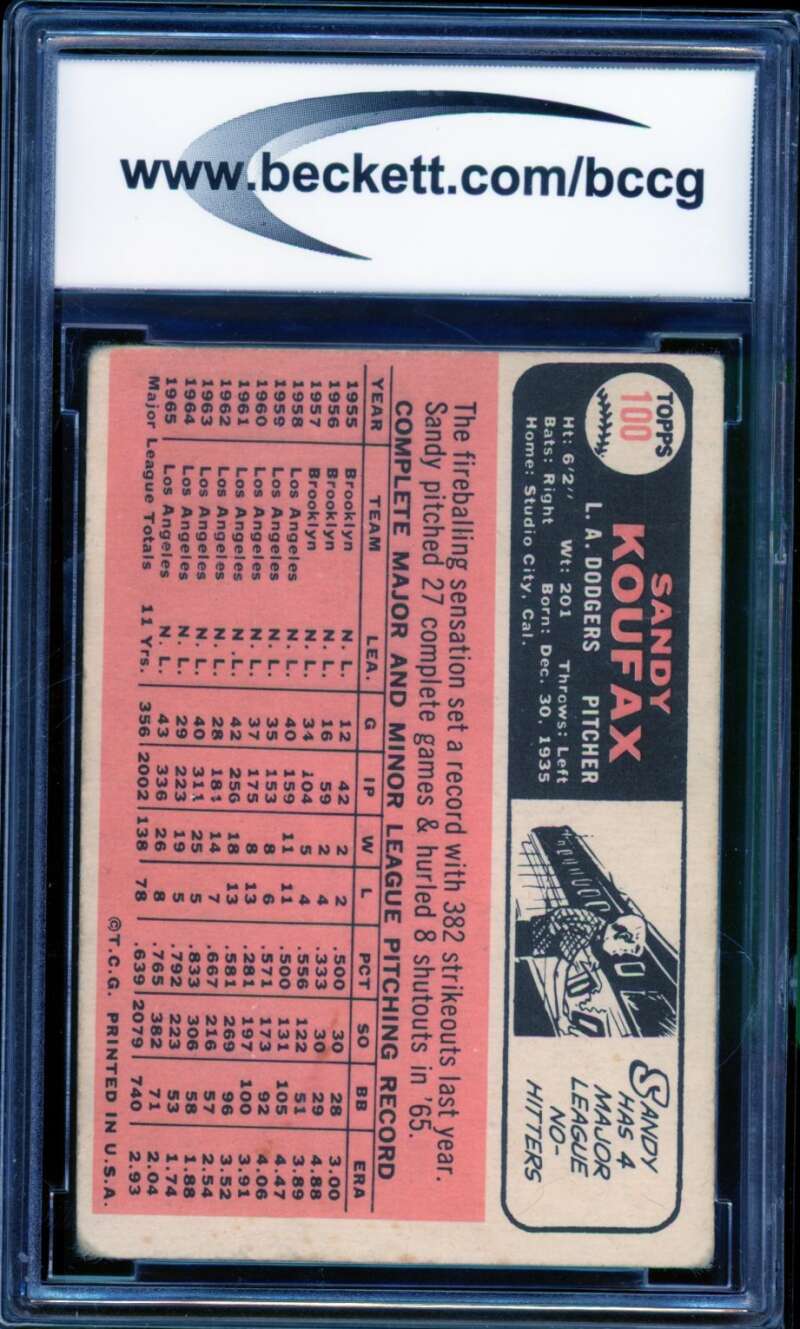 www.beckett.com/bccg
TOPPS
100
SANDY
KOUFAX
L. A. DODGERS PITCHER
Ht: 6'2" Wt: 201 Throws: Left
Bats: Right Born: Dec. 30, 1935
Home: Studio City, Cal.
SANDY
HAS 4
MAJOR
LEAGUE
NO-
HITTERS
The fireballing sensation set a record with 382 strikeouts last year.
Sandy pitched 27 complete games & hurled 8 shutouts in '65.
COMPLETE MAJOR AND MINOR LEAGUE PITCHING RECORD
YEAR TEAM LEA. G IP W L PCT SO BB ERA
1955 Brooklyn N. L. 12 42 2 2 .500 30 28 3.00
1956 Brooklyn N. L. 16 59 2 4 .333 30 29 4.88
1957 Brooklyn N. L. 34 104 5 4 .556 122 51 3.89
1958 Los Angeles N. L. 40 159 11 11 .500 131 105 4.47
1959 Los Angeles N. L. 35 153 8 6 .571 173 92 4.06
1960 Los Angeles N. L. 37 175 8 13 .281 197 100 3.91
1961 Los Angeles N. L. 42 256 18 13 .581 269 96 3.52
1962 Los Angeles N. L. 28 181 14 7 .667 216 57 2.54
1963 Los Angeles N. L. 40 311 25 5 .833 306 58 1.88
1964 Los Angeles N. L. 29 223 19 5 .792 223 53 1.74
1965 Los Angeles N. L. 43 336 26 8 .765 382 71 2.04
Major League Totals 11 Yrs. 356 2002 138 78 .639 2079 740 2.93
©T.C.G. PRINTED IN U.S.A.